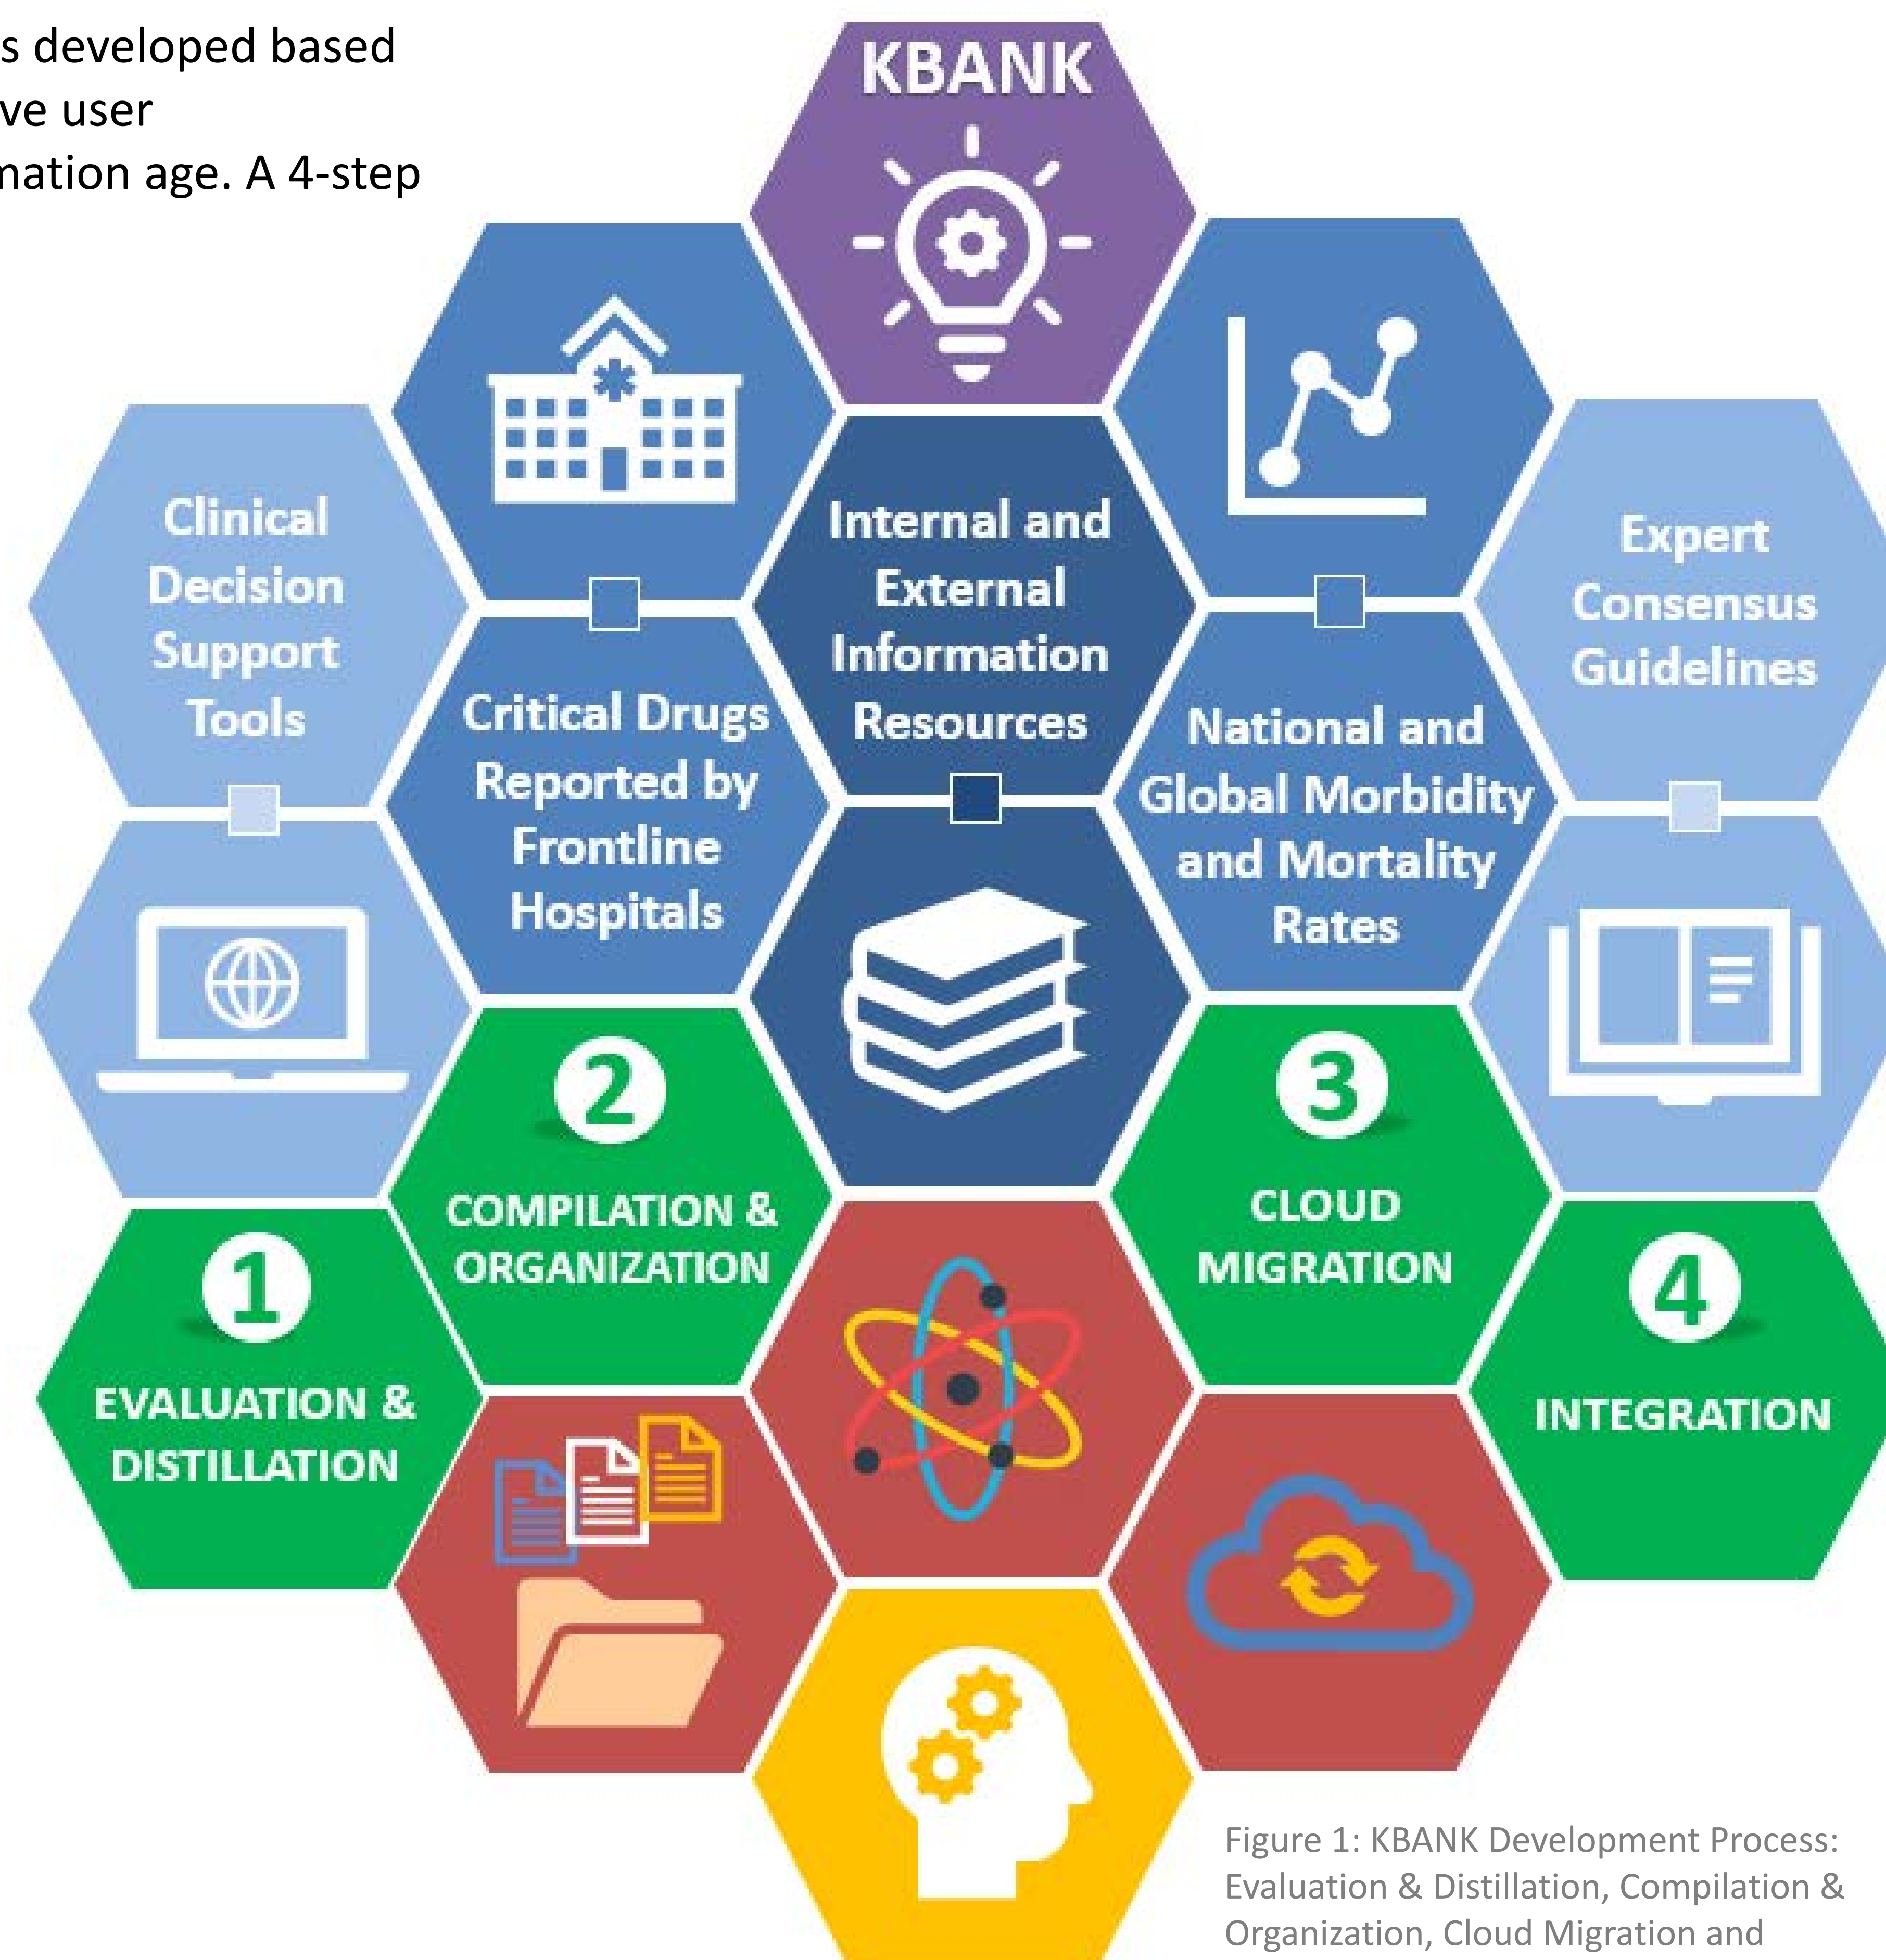 s developed based
ve user
mation age. A 4-step
KBANK
Clinical
Decision
Support
Tools
Critical Drugs
Reported by
Frontline
Hospitals
Internal and
External
Information
Resources
National and
Global Morbidity
and Mortality
Rates
Expert
Consensus
Guidelines
1
EVALUATION &
DISTILLATION
2
COMPILATION &
ORGANIZATION
3
CLOUD
MIGRATION
4
INTEGRATION
Figure 1: KBANK Development Process:
Evaluation & Distillation, Compilation &
Organization, Cloud Migration and